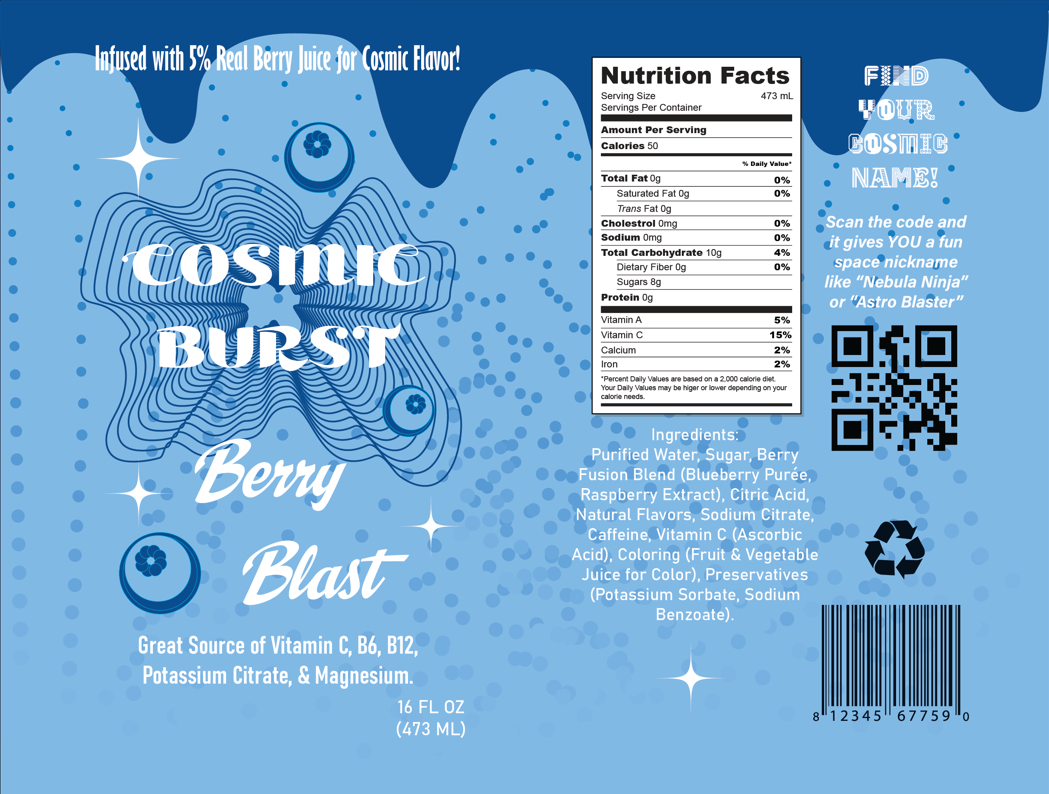 Infused with 5% Real Berry Juice for Cosmic Flavor!
COSMIC
BURST
Berry
Blast
Great Source of Vitamin C, B6, B12,
Potassium Citrate, & Magnesium.
16 FL OZ
(473 ML)
Nutrition Facts
Serving Size 473 mL
Servings Per Container
Amount Per Serving
Calories 50
% Daily Value*
Total Fat 0g 0%
Saturated Fat 0g 0%
Trans Fat 0g
Cholestrol 0mg 0%
Sodium 0mg 0%
Total Carbohydrate 10g 4%
Dietary Fiber 0g 0%
Sugars 8g
Protein 0g
Vitamin A 5%
Vitamin C 15%
Calcium 2%
Iron 2%
*Percent Daily Values are based on a 2,000 calorie diet.
Your Daily Values may be higer or lower depending on your
calorie needs.
Ingredients:
Purified Water, Sugar, Berry
Fusion Blend (Blueberry Purée,
Raspberry Extract), Citric Acid,
Natural Flavors, Sodium Citrate,
Caffeine, Vitamin C (Ascorbic
Acid), Coloring (Fruit & Vegetable
Juice for Color), Preservatives
(Potassium Sorbate, Sodium
Benzoate).
FIND
YOUR
COSMIC
NAME!
Scan the code and
it gives YOU a fun
space nickname
like "Nebula Ninja"
or "Astro Blaster"
8 12345 67759 0